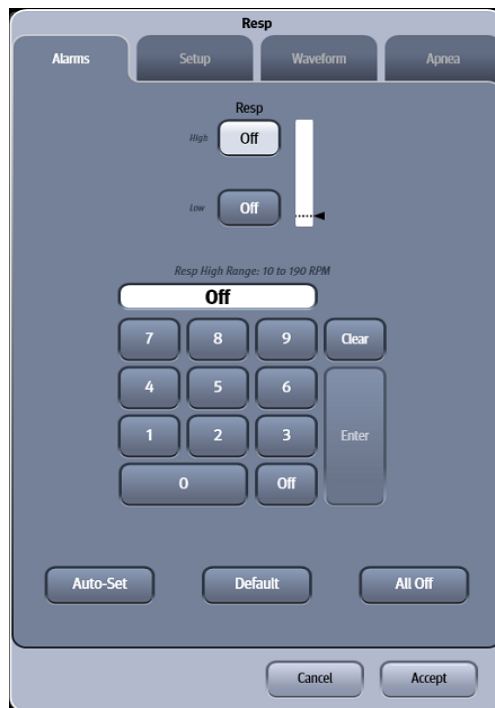 Resp
Alarms Setup Waveform Apnea
Resp
High Off
Low Off
Resp High Range: 10 to 190 RPM
Off
7 8 9 Clear
4 5 6
1 2 3 Enter
0 Off
Auto-Set Default All Off
Cancel Accept